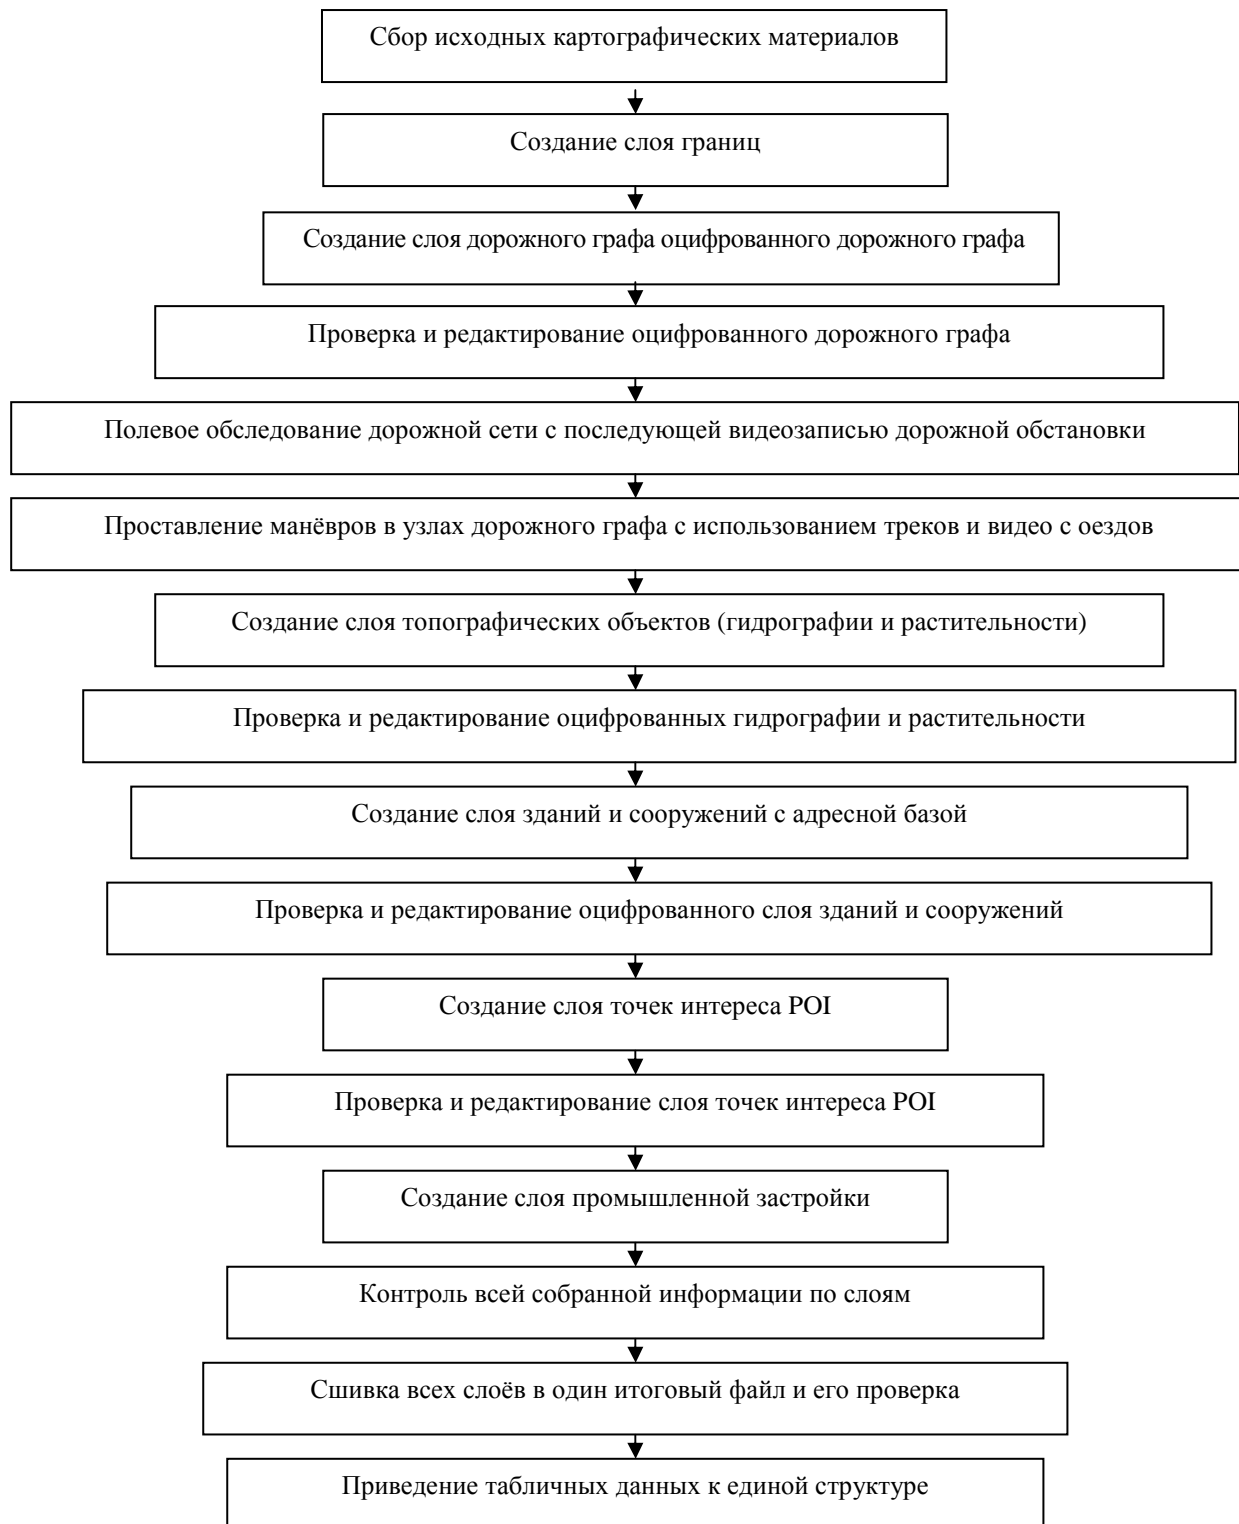 Сбор исходных картографических материалов
Создание слоя границ
Создание слоя дорожного графа оцифрованного дорожного графа
Проверка и редактирование оцифрованного дорожного графа
Полевое обследование дорожной сети с последующей видеозаписью дорожной обстановки
Проставление манёвров в узлах дорожного графа с использованием треков и видео с оездов
Создание слоя топографических объектов (гидрографии и растительности)
Проверка и редактирование оцифрованных гидрографии и растительности
Создание слоя зданий и сооружений с адресной базой
Проверка и редактирование оцифрованного слоя зданий и сооружений
Создание слоя точек интереса POI
Проверка и редактирование слоя точек интереса POI
Создание слоя промышленной застройки
Контроль всей собранной информации по слоям
Сшивка всех слоёв в один итоговый файл и его проверка
Приведение табличных данных к единой структуре